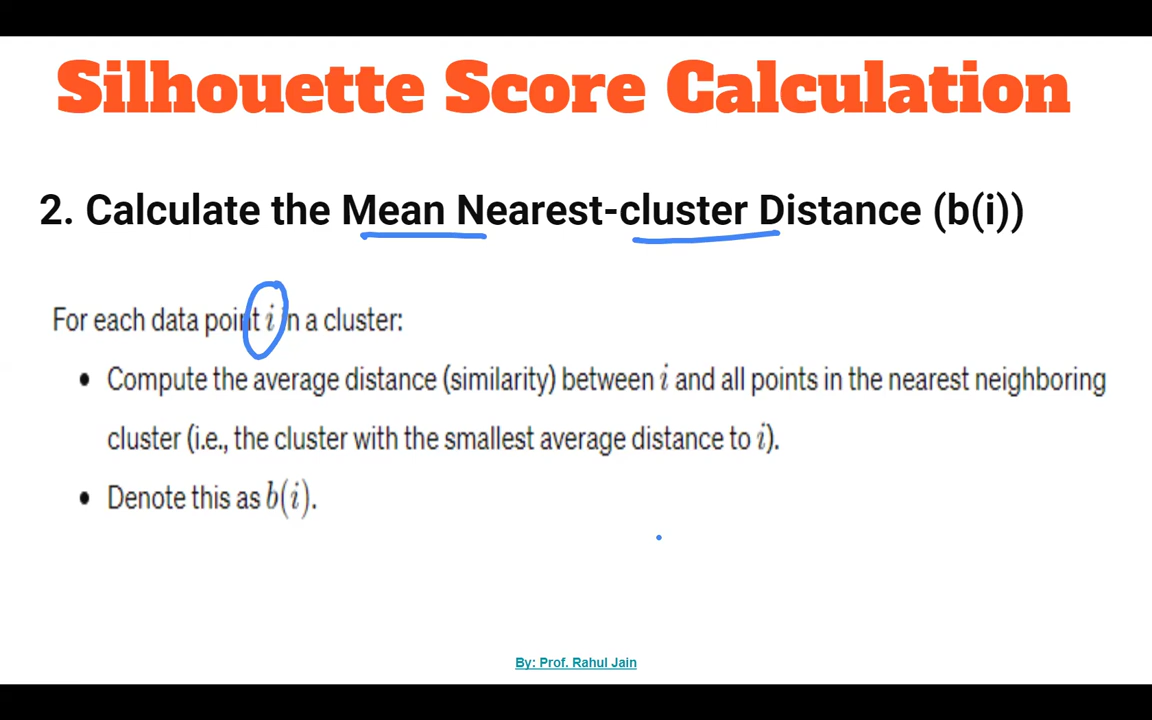 Silhouette Score Calculation
2. Calculate the Mean Nearest-cluster Distance (b(i))
For each data point i in a cluster:
• Compute the average distance (similarity) between i and all points in the nearest neighboring
cluster (i.e., the cluster with the smallest average distance to i).
• Denote this as b(i).
By: Prof. Rahul Jain